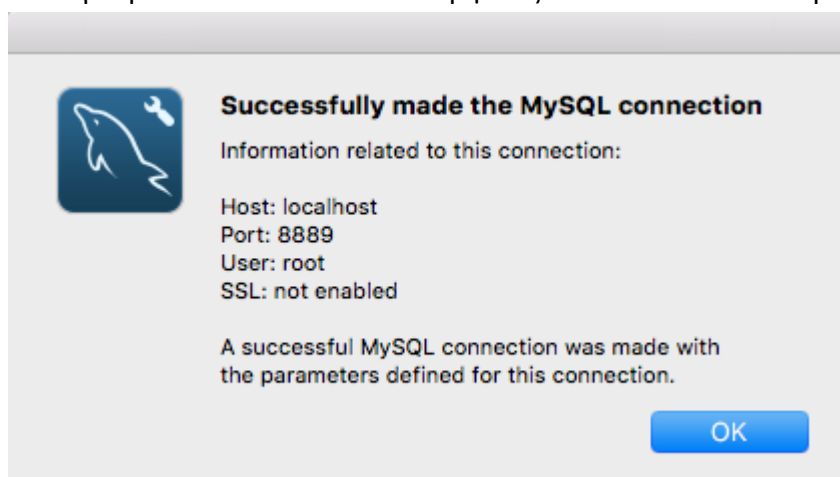 Successfully made the MySQL connection
Information related to this connection:
Host: localhost
Port: 8889
User: root
SSL: not enabled
A successful MySQL connection was made with
the parameters defined for this connection.
OK